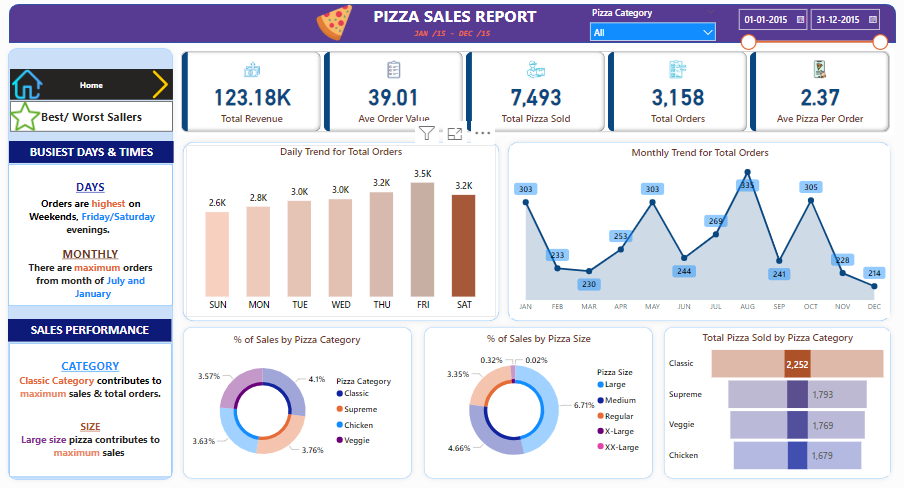 PIZZA SALES REPORT
JAN /15 - DEC /15
Pizza Category
All
01-01-2015
31-12-2015
Home
Best/ Worst Sallers
BUSIEST DAYS & TIMES
DAYS
Orders are highest on
Weekends, Friday/Saturday
evenings.
MONTHLY
There are maximum orders
from month of July and
January
SALES PERFORMANCE
CATEGORY
Classic Category contributes to
maximum sales & total orders.
SIZE
Large size pizza contributes to
maximum sales
123.18K
Total Revenue
39.01
Ave Order Value
7,493
Total Pizza Sold
3,158
Total Orders
2.37
Ave Pizza Per Order
Daily Trend for Total Orders
2.6K
2.8K
3.0K
3.0K
3.2K
3.5K
3.2K
SUN
MON
TUE
WED
THU
FRI
SAT
Monthly Trend for Total Orders
303
233
230
253
303
244
269
335
241
305
228
214
JAN
FEB
MAR
APR
MAY
JUN
JUL
AUG
SEP
OCT
NOV
DEC
% of Sales by Pizza Category
3.57%
4.1%
3.63%
3.76%
Pizza Category
Classic
Supreme
Chicken
Veggie
% of Sales by Pizza Size
0.32%
0.02%
3.35%
6.71%
4.66%
Pizza Size
Large
Medium
Regular
X-Large
XX-Large
Total Pizza Sold by Pizza Category
Classic
2,252
Supreme
1,793
Veggie
1,769
Chicken
1,679